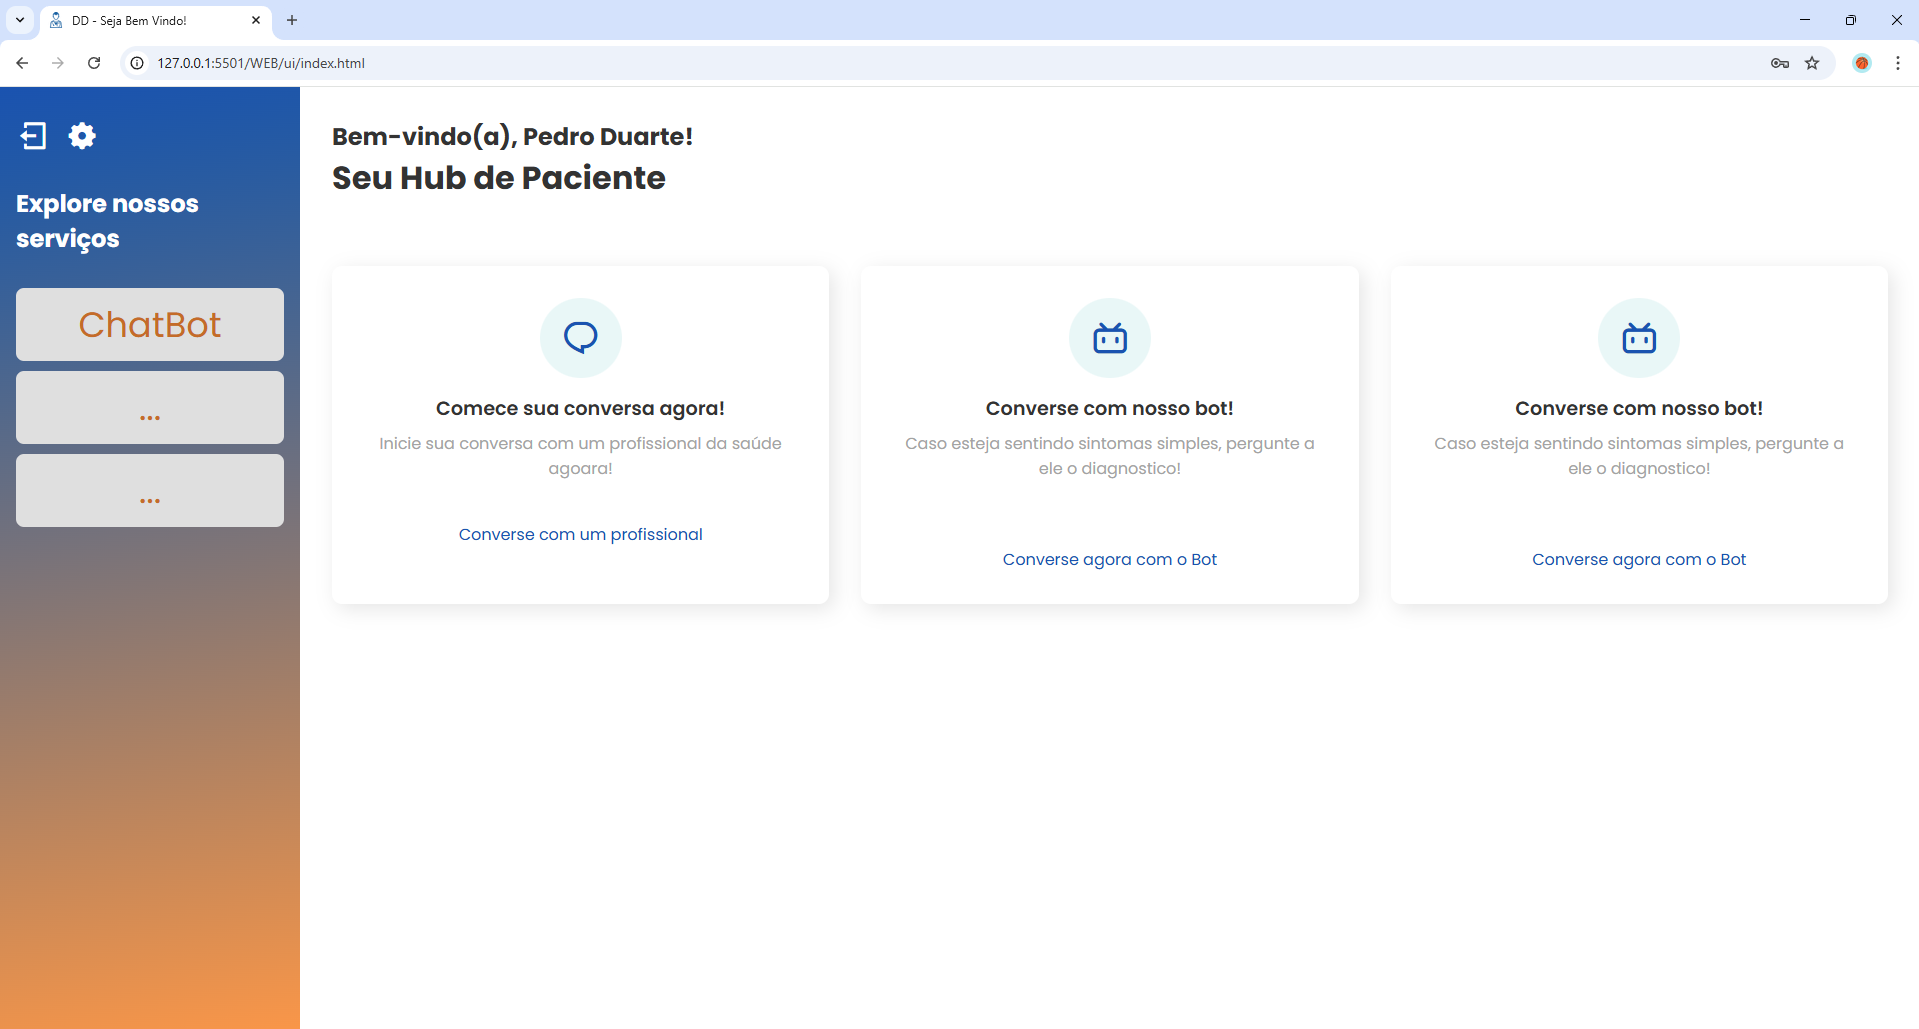 DD - Seja Bem Vindo!
127.0.0.1:5501/WEB/ui/index.html
Explore nossos
serviços
ChatBot
...
...
Bem-vindo(a), Pedro Duarte!
Seu Hub de Paciente
Comece sua conversa agora!
Inicie sua conversa com um profissional da saúde
agoara!
Converse com um profissional
Converse com nosso bot!
Caso esteja sentindo sintomas simples, pergunte a
ele o diagnostico!
Converse agora com o Bot
Converse com nosso bot!
Caso esteja sentindo sintomas simples, pergunte a
ele o diagnostico!
Converse agora com o Bot